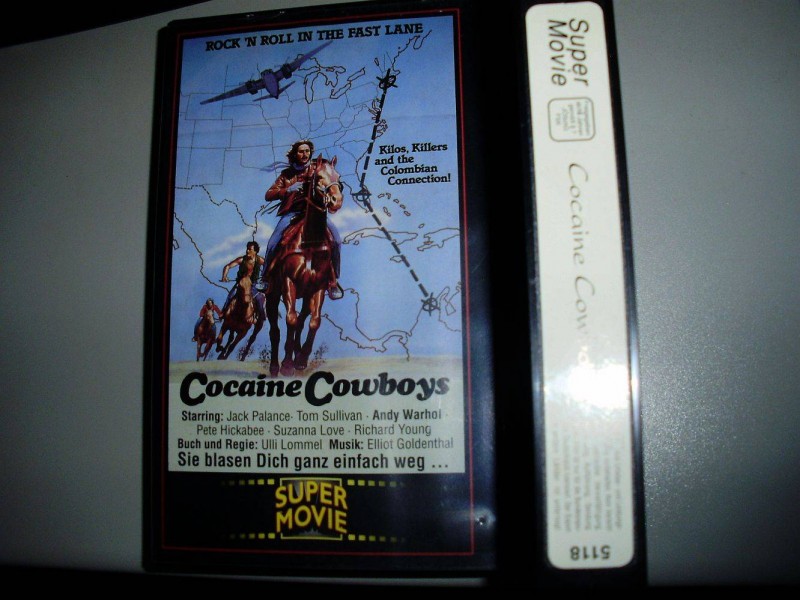 ROCK 'N ROLL IN THE FAST LANE
Kilos, Killers
and the
Colombian
Connection!
Cocaine Cowboys
Starring: Jack Palance · Tom Sullivan · Andy Warhol ·
Pete Hickabee · Suzanna Love · Richard Young
Buch und Regie: Ulli Lommel Musik: Elliot Goldenthal
Sie blasen Dich ganz einfach weg ...
SUPER
MOVIE
Super
Movie
Cocaine Cow
5118